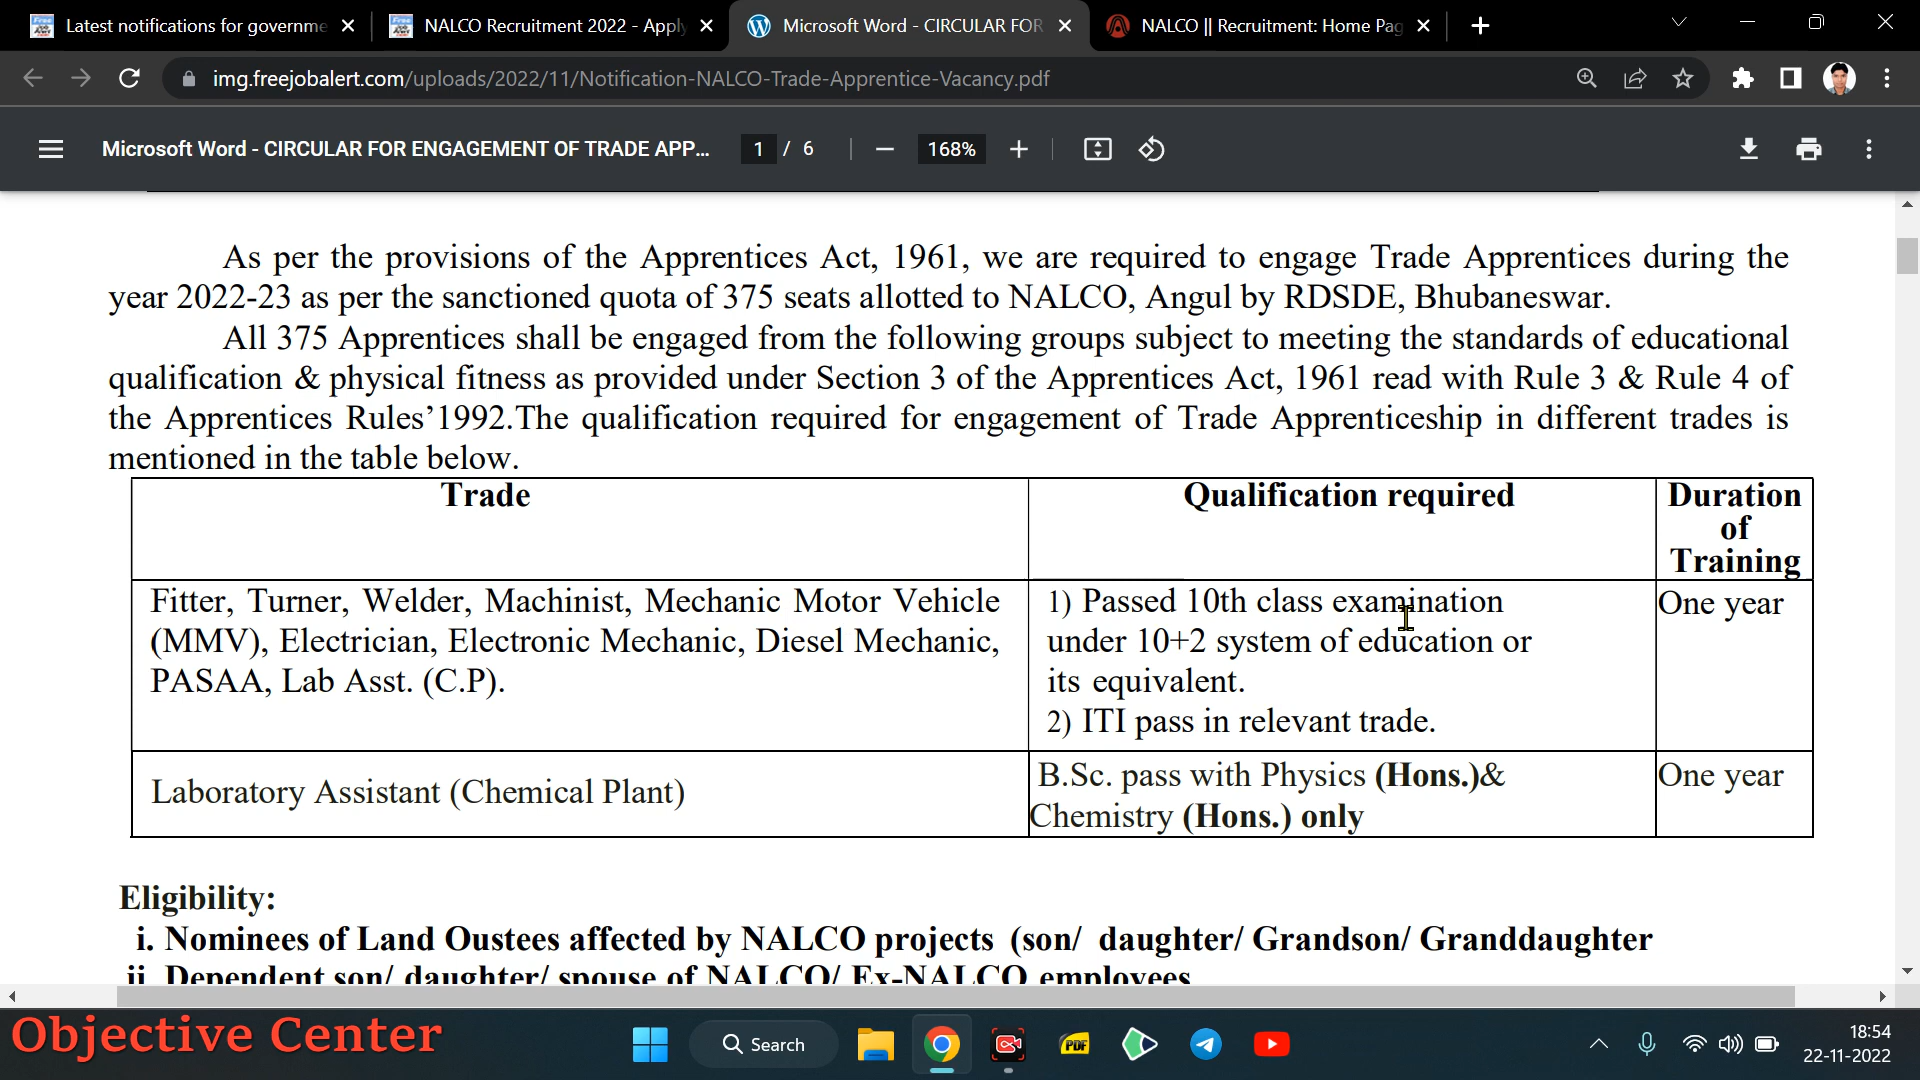 Latest notifications for governme
NALCO Recruitment 2022 - Apply
Microsoft Word - CIRCULAR FOR
NALCO || Recruitment: Home Pag
img.freejobalert.com/uploads/2022/11/Notification-NALCO-Trade-Apprentice-Vacancy.pdf
Microsoft Word - CIRCULAR FOR ENGAGEMENT OF TRADE APP... 1 / 6 168%
As per the provisions of the Apprentices Act, 1961, we are required to engage Trade Apprentices during the
year 2022-23 as per the sanctioned quota of 375 seats allotted to NALCO, Angul by RDSDE, Bhubaneswar.
All 375 Apprentices shall be engaged from the following groups subject to meeting the standards of educational
qualification & physical fitness as provided under Section 3 of the Apprentices Act, 1961 read with Rule 3 & Rule 4 of
the Apprentices Rules’1992.The qualification required for engagement of Trade Apprenticeship in different trades is
mentioned in the table below.
Trade
Qualification required
Duration
of
Training
Fitter, Turner, Welder, Machinist, Mechanic Motor Vehicle
(MMV), Electrician, Electronic Mechanic, Diesel Mechanic,
PASAA, Lab Asst. (C.P).
1) Passed 10th class examination
under 10+2 system of education or
its equivalent.
2) ITI pass in relevant trade.
One year
Laboratory Assistant (Chemical Plant)
B.Sc. pass with Physics (Hons.)&
Chemistry (Hons.) only
One year
Eligibility:
i. Nominees of Land Oustees affected by NALCO projects (son/ daughter/ Grandson/ Granddaughter
ii Dependent son/ daughter/ spouse of NALCO/ Ex-NALCO employees
Objective Center
Search
PDF
18:54
22-11-2022